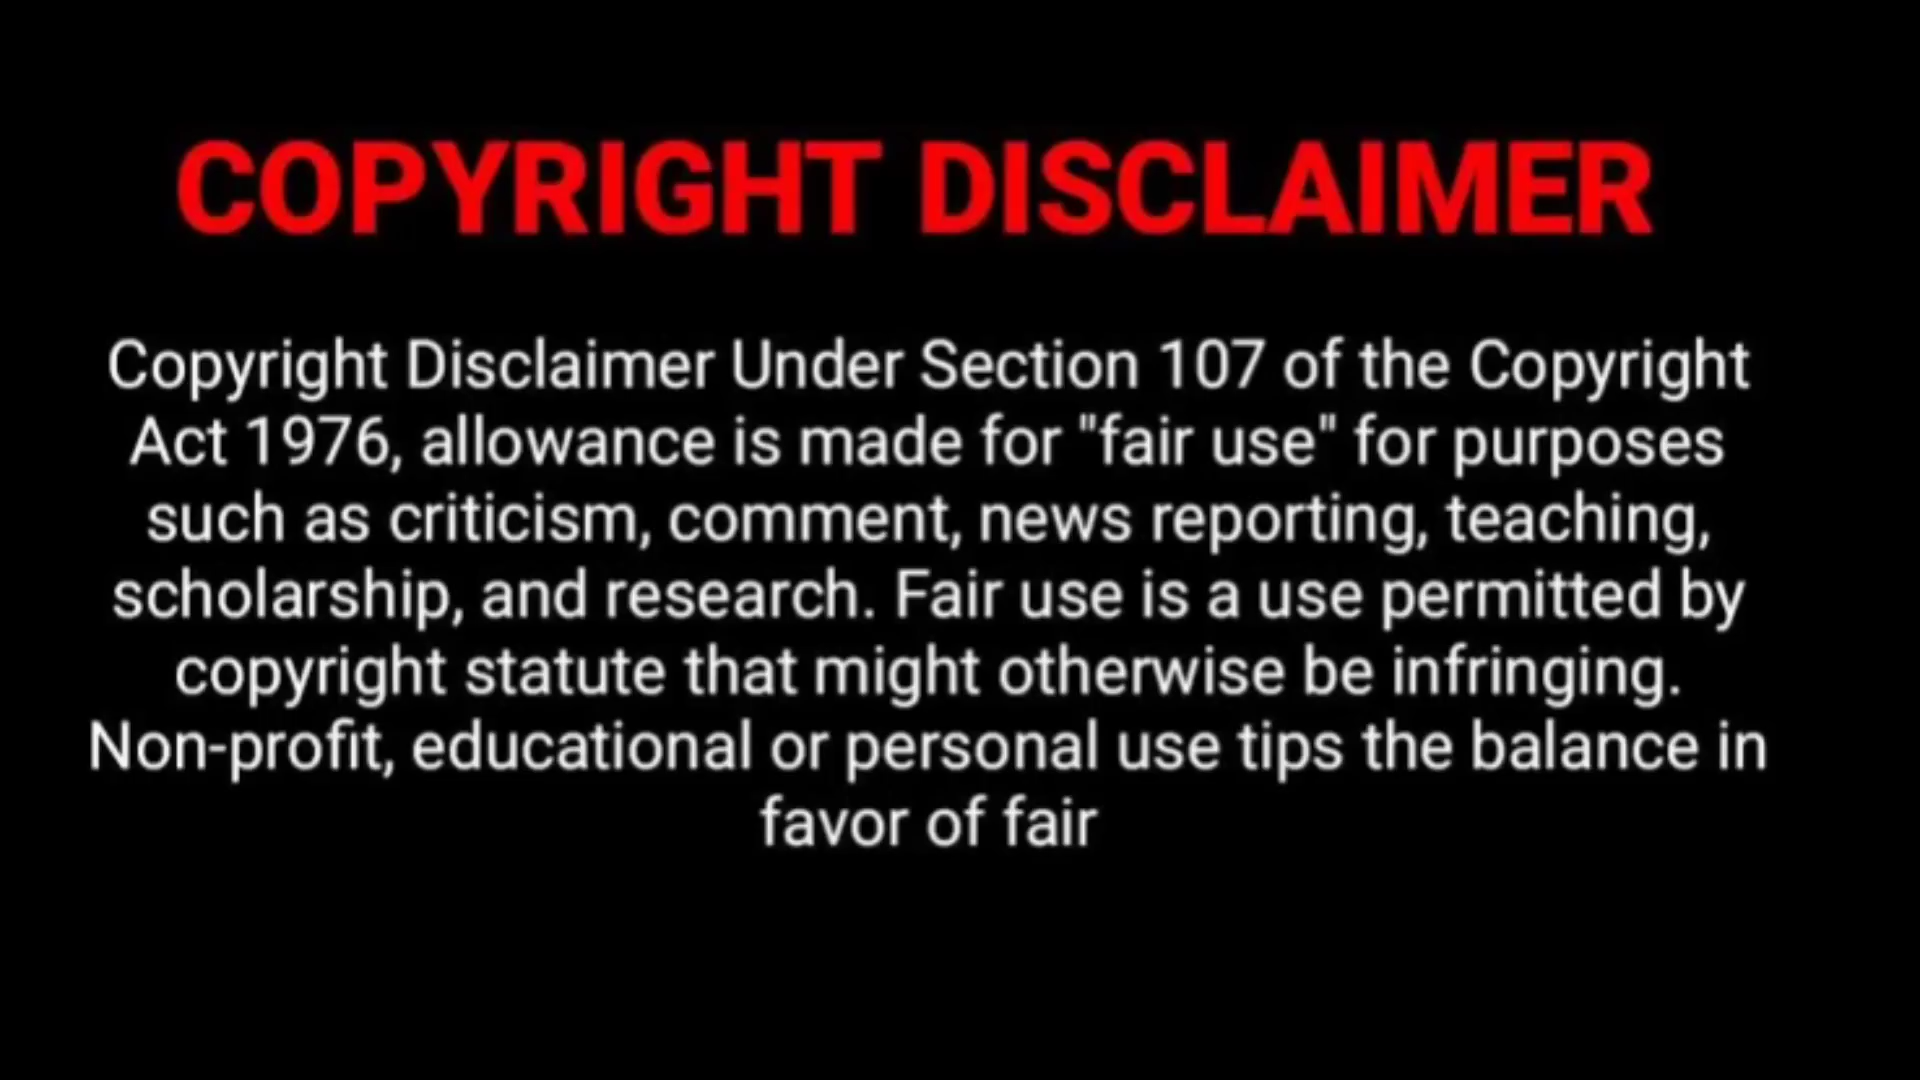 COPYRIGHT DISCLAIMER
Copyright Disclaimer Under Section 107 of the Copyright
Act 1976, allowance is made for "fair use" for purposes
such as criticism, comment, news reporting, teaching,
scholarship, and research. Fair use is a use permitted by
copyright statute that might otherwise be infringing.
Non-profit, educational or personal use tips the balance in
favor of fair